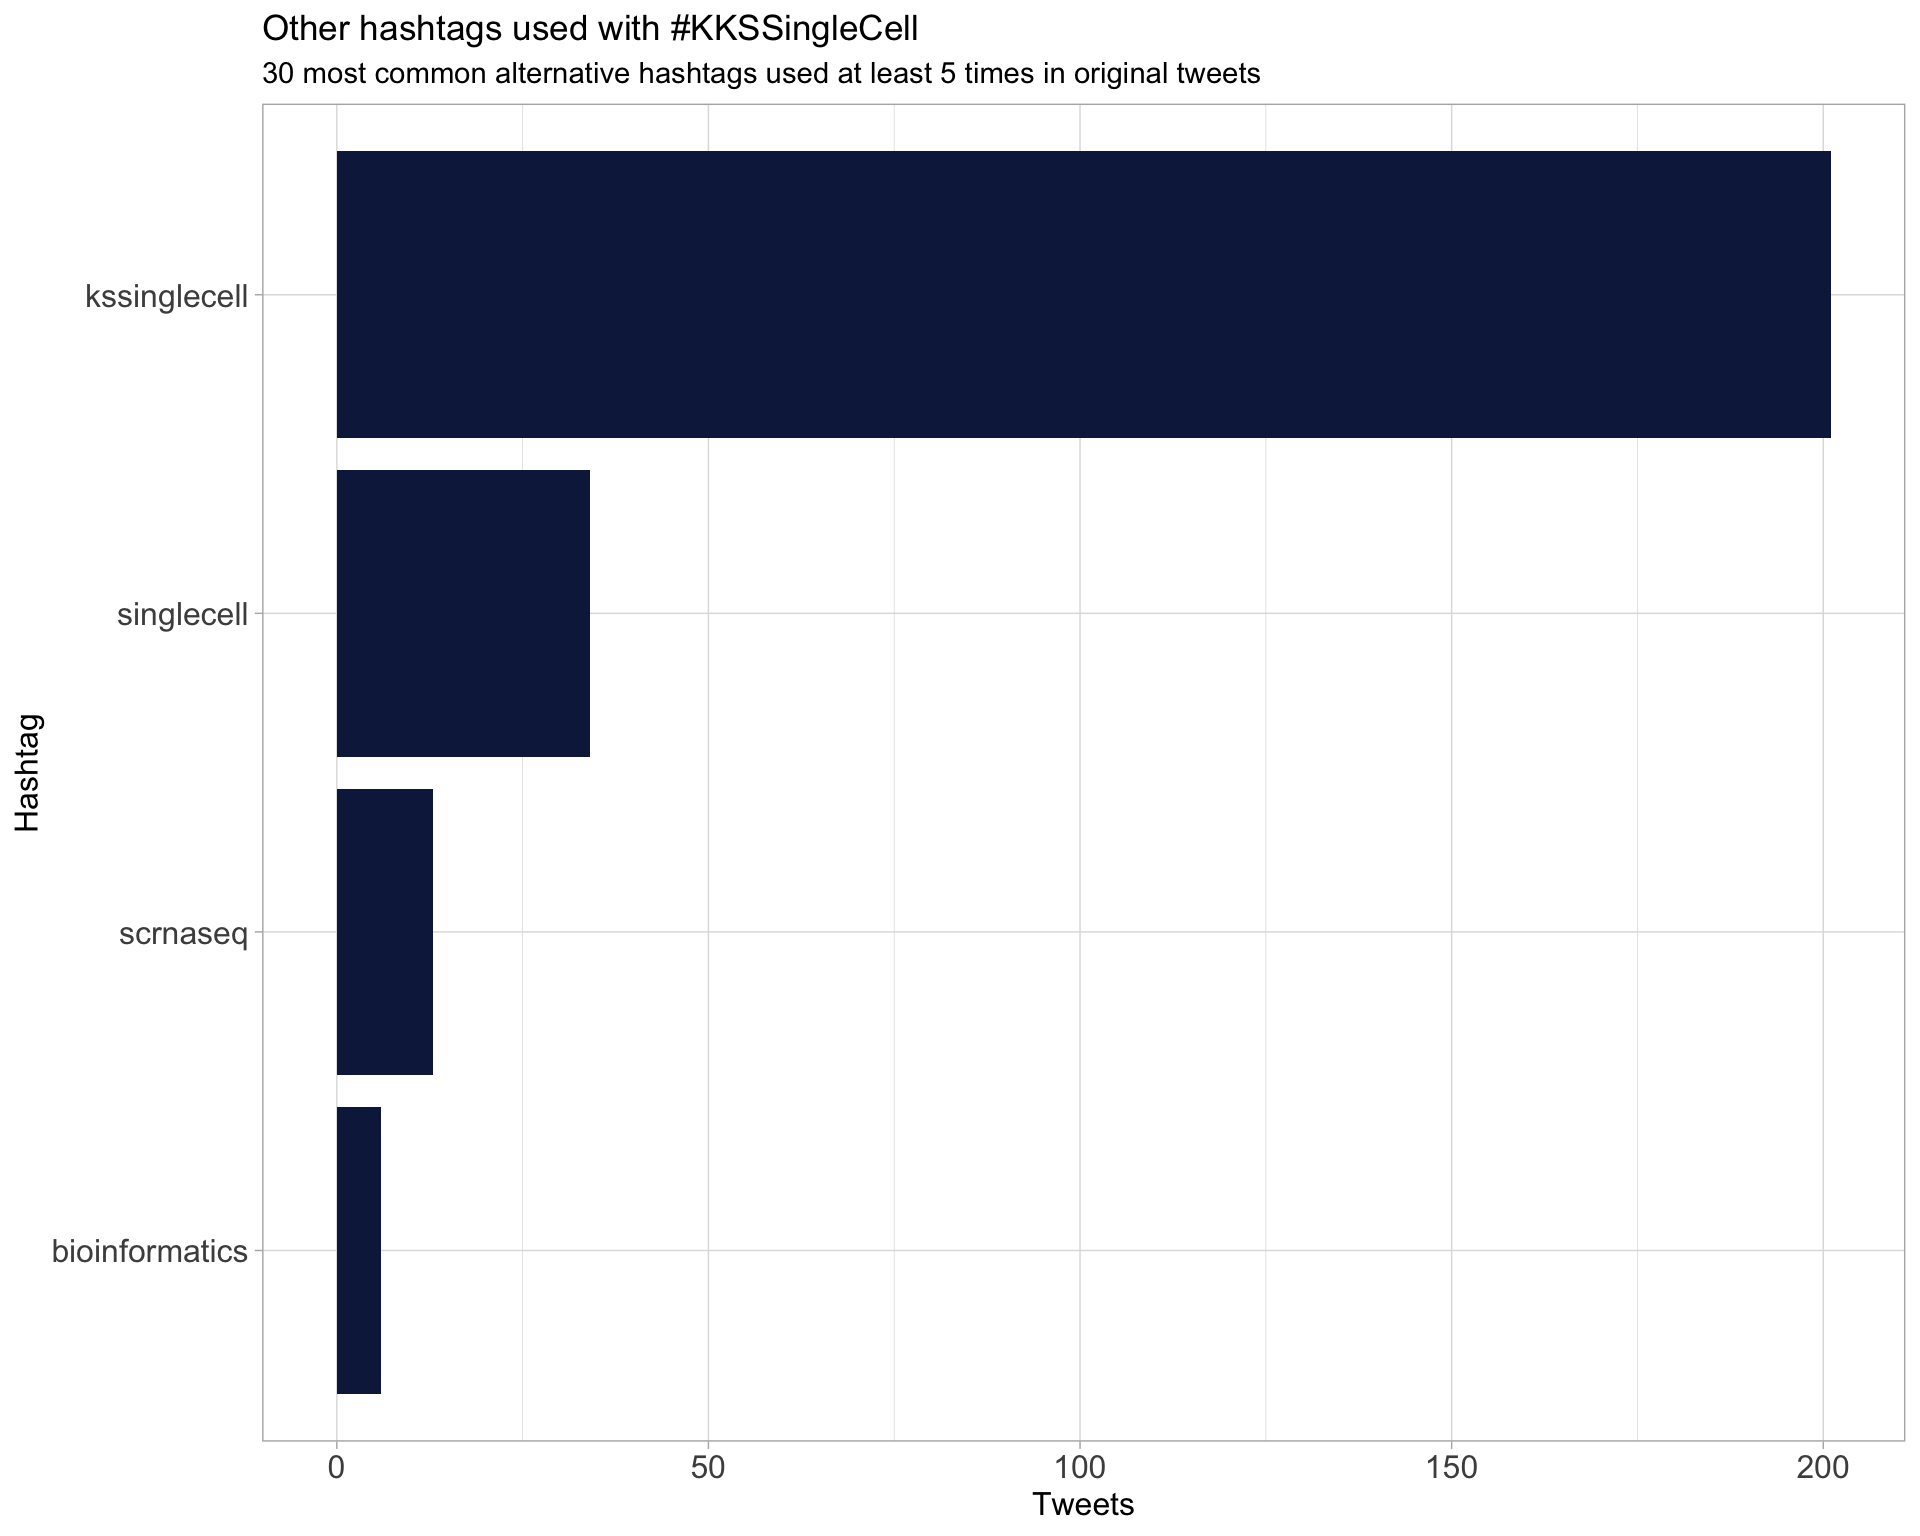 Other hashtags used with #KKSSingleCell
30 most common alternative hashtags used at least 5 times in original tweets
Hashtag
kssinglecell
singlecell
scrnaseq
bioinformatics
0 50 100 150 200
Tweets